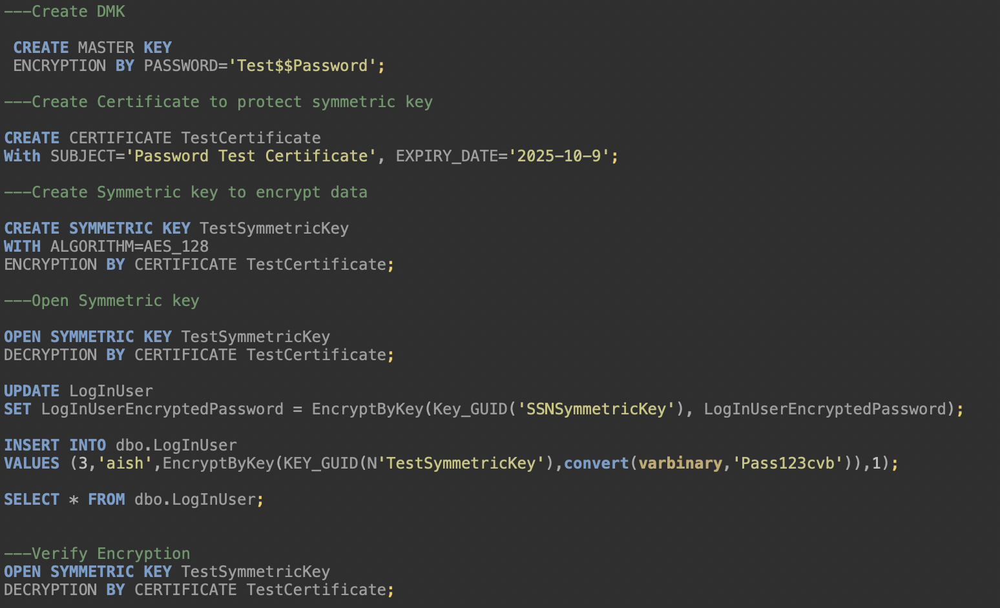 ---Create DMK
CREATE MASTER KEY
ENCRYPTION BY PASSWORD='Test$$Password';
---Create Certificate to protect symmetric key
CREATE CERTIFICATE TestCertificate
With SUBJECT='Password Test Certificate', EXPIRY_DATE='2025-10-9';
---Create Symmetric key to encrypt data
CREATE SYMMETRIC KEY TestSymmetricKey
WITH ALGORITHM=AES_128
ENCRYPTION BY CERTIFICATE TestCertificate;
---Open Symmetric key
OPEN SYMMETRIC KEY TestSymmetricKey
DECRYPTION BY CERTIFICATE TestCertificate;
UPDATE LogInUser
SET LogInUserEncryptedPassword = EncryptByKey(Key_GUID('SSNSymmetricKey'), LogInUserEncryptedPassword);
INSERT INTO dbo.LogInUser
VALUES (3,'aish',EncryptByKey(KEY_GUID(N'TestSymmetricKey'),convert(varbinary,'Pass123cvb')),1);
SELECT * FROM dbo.LogInUser;
---Verify Encryption
OPEN SYMMETRIC KEY TestSymmetricKey
DECRYPTION BY CERTIFICATE TestCertificate;